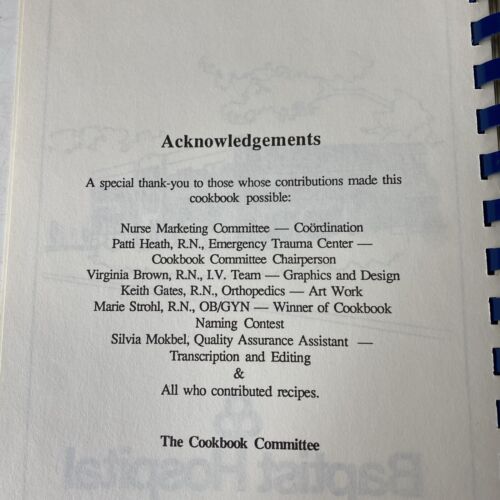 Acknowledgements
A special thank-you to those whose contributions made this
cookbook possible:
Nurse Marketing Committee — Coördination
Patti Heath, R.N., Emergency Trauma Center —
Cookbook Committee Chairperson
Virginia Brown, R.N., I.V. Team — Graphics and Design
Keith Gates, R.N., Orthopedics — Art Work
Marie Strohl, R.N., OB/GYN — Winner of Cookbook
Naming Contest
Silvia Mokbel, Quality Assurance Assistant —
Transcription and Editing
&
All who contributed recipes.
The Cookbook Committee
&
Baptist Hospital